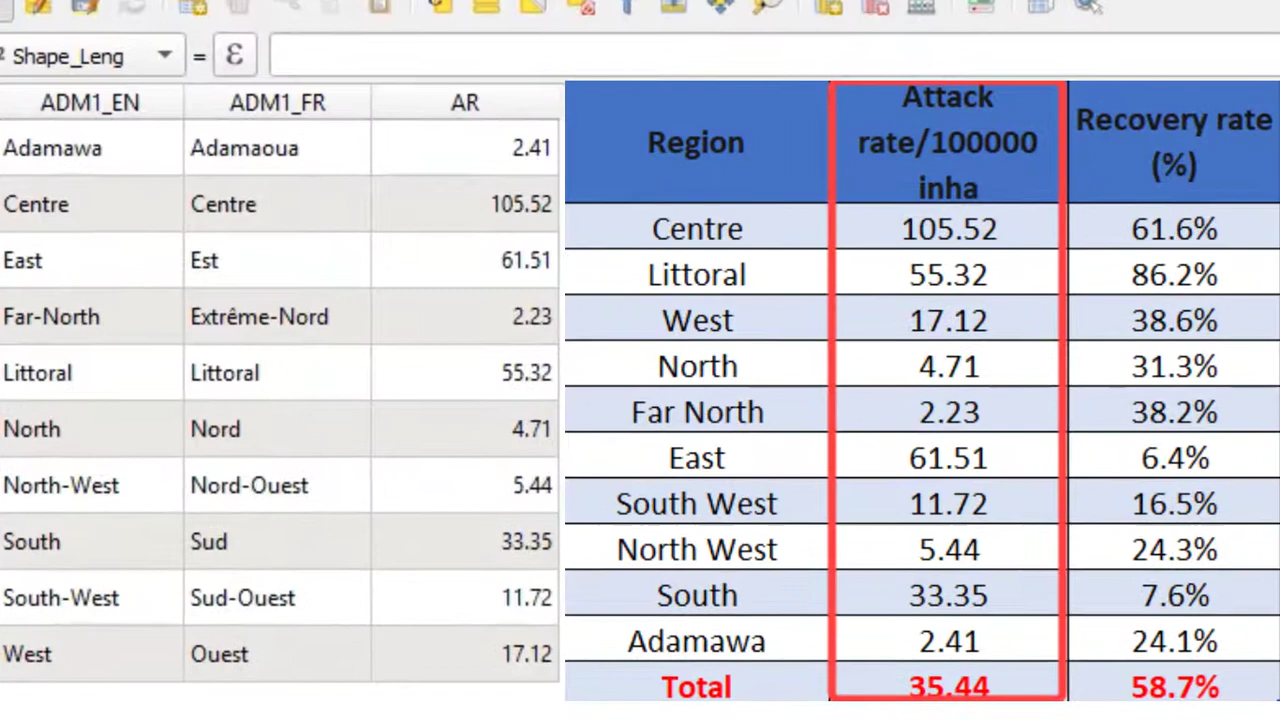 Shape_Leng = ε
ADM1_EN ADM1_FR AR
Adamawa Adamaoua 2.41
Centre Centre 105.52
East Est 61.51
Far-North Extrême-Nord 2.23
Littoral Littoral 55.32
North Nord 4.71
North-West Nord-Ouest 5.44
South Sud 33.35
South-West Sud-Ouest 11.72
West Ouest 17.12
Region Attack rate/100000 inha Recovery rate (%)
Centre 105.52 61.6%
Littoral 55.32 86.2%
West 17.12 38.6%
North 4.71 31.3%
Far North 2.23 38.2%
East 61.51 6.4%
South West 11.72 16.5%
North West 5.44 24.3%
South 33.35 7.6%
Adamawa 2.41 24.1%
Total 35.44 58.7%